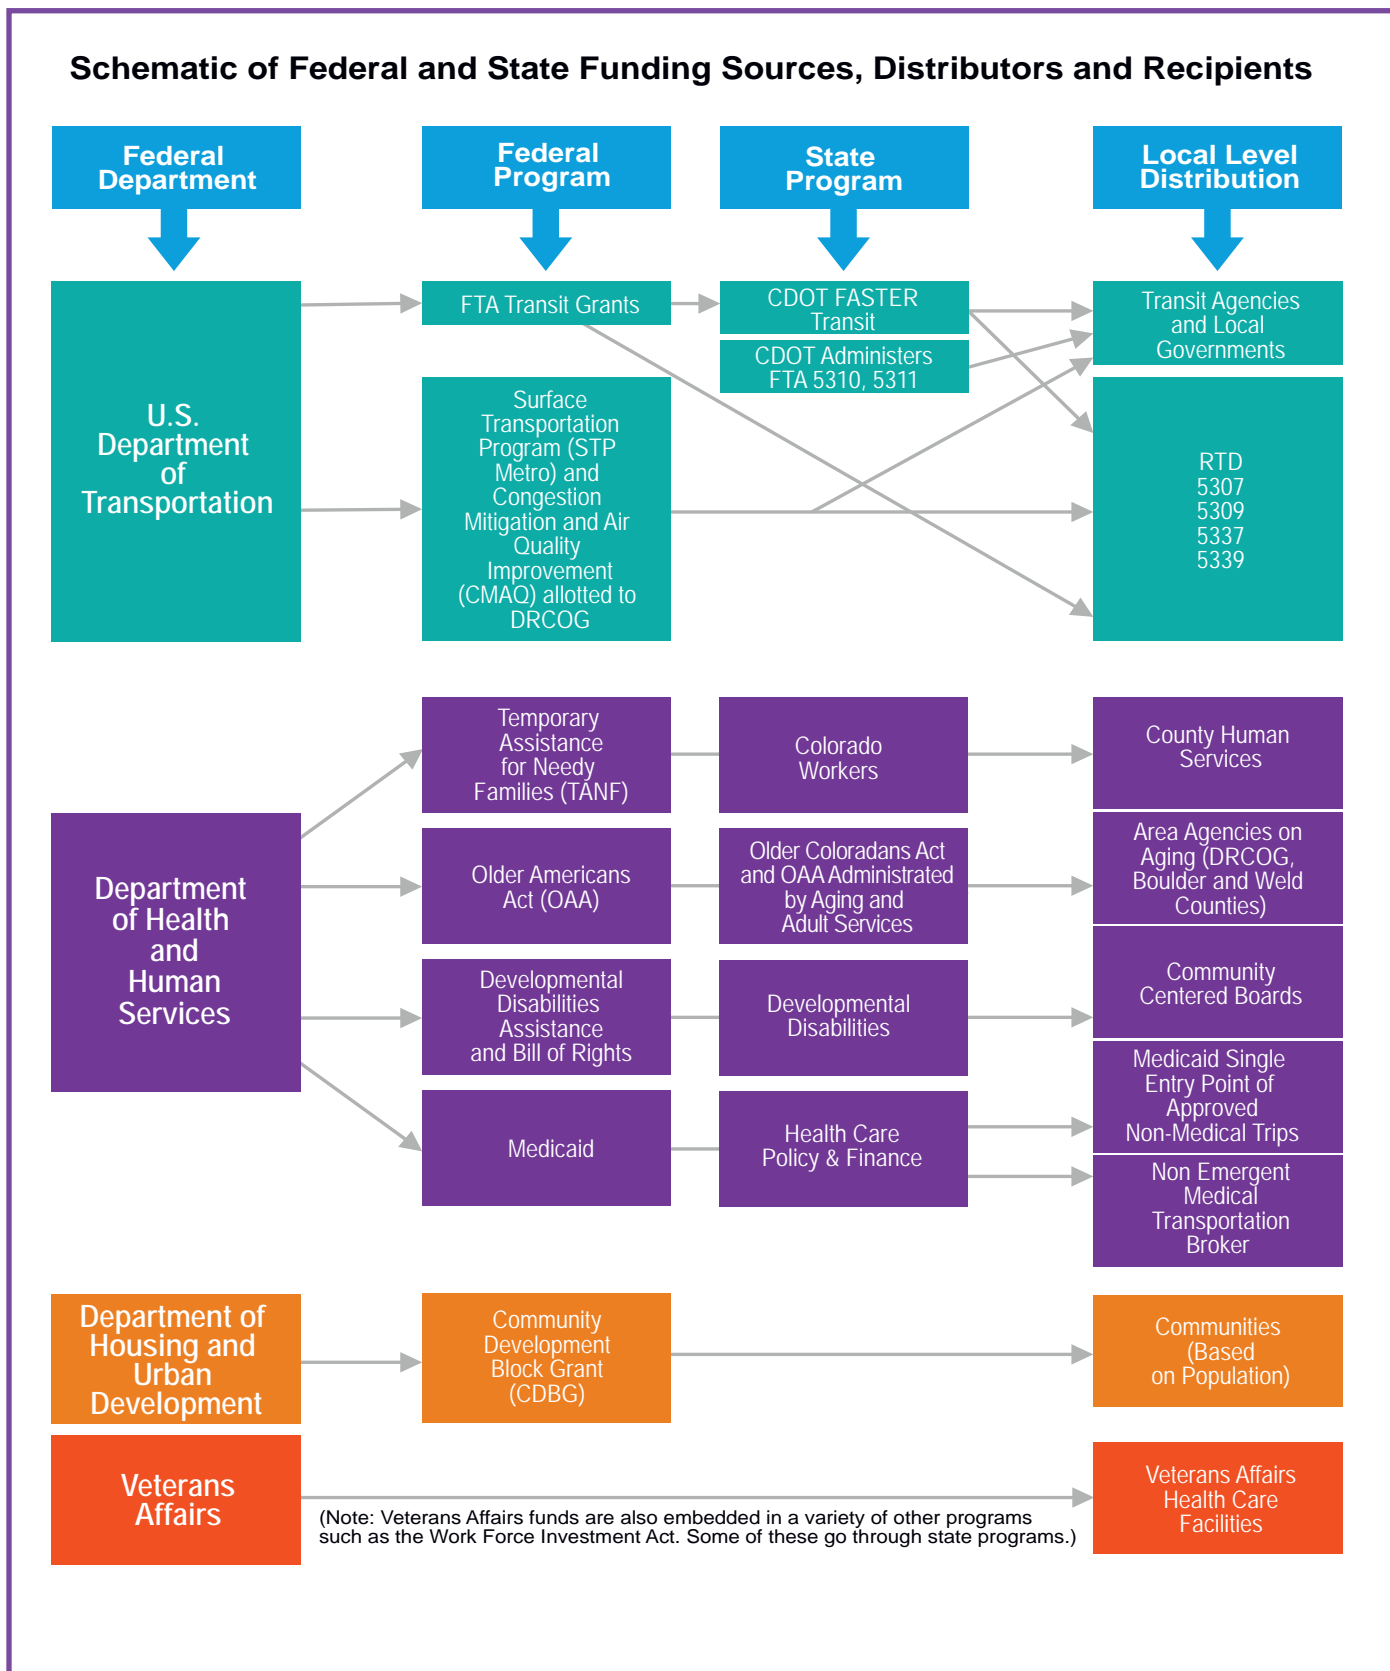 Schematic of Federal and State Funding Sources, Distributors and Recipients
Federal
Department
Federal
Program
State
Program
Local Level
Distribution
U.S.
Department
of
Transportation
FTA Transit Grants
CDOT FASTER
Transit
CDOT Administers
FTA 5310, 5311
Transit Agencies
and Local
Governments
Surface
Transportation
Program (STP
Metro) and
Congestion
Mitigation and Air
Quality
Improvement
(CMAQ) allotted to
DRCOG
RTD
5307
5309
5337
5339
Department
of Health
and
Human
Services
Temporary
Assistance
for Needy
Families (TANF)
Colorado
Workers
County Human
Services
Older Americans
Act (OAA)
Older Coloradans Act
and OAA Administrated
by Aging and
Adult Services
Area Agencies on
Aging (DRCOG,
Boulder and Weld
Counties)
Developmental
Disabilities
Assistance
and Bill of Rights
Developmental
Disabilities
Community
Centered Boards
Medicaid
Health Care
Policy & Finance
Medicaid Single
Entry Point of
Approved
Non-Medical Trips
Non Emergent
Medical
Transportation
Broker
Department of
Housing and
Urban
Development
Community
Development
Block Grant
(CDBG)
Communities
(Based
on Population)
Veterans
Affairs
(Note: Veterans Affairs funds are also embedded in a variety of other programs
such as the Work Force Investment Act. Some of these go through state programs.)
Veterans Affairs
Health Care
Facilities